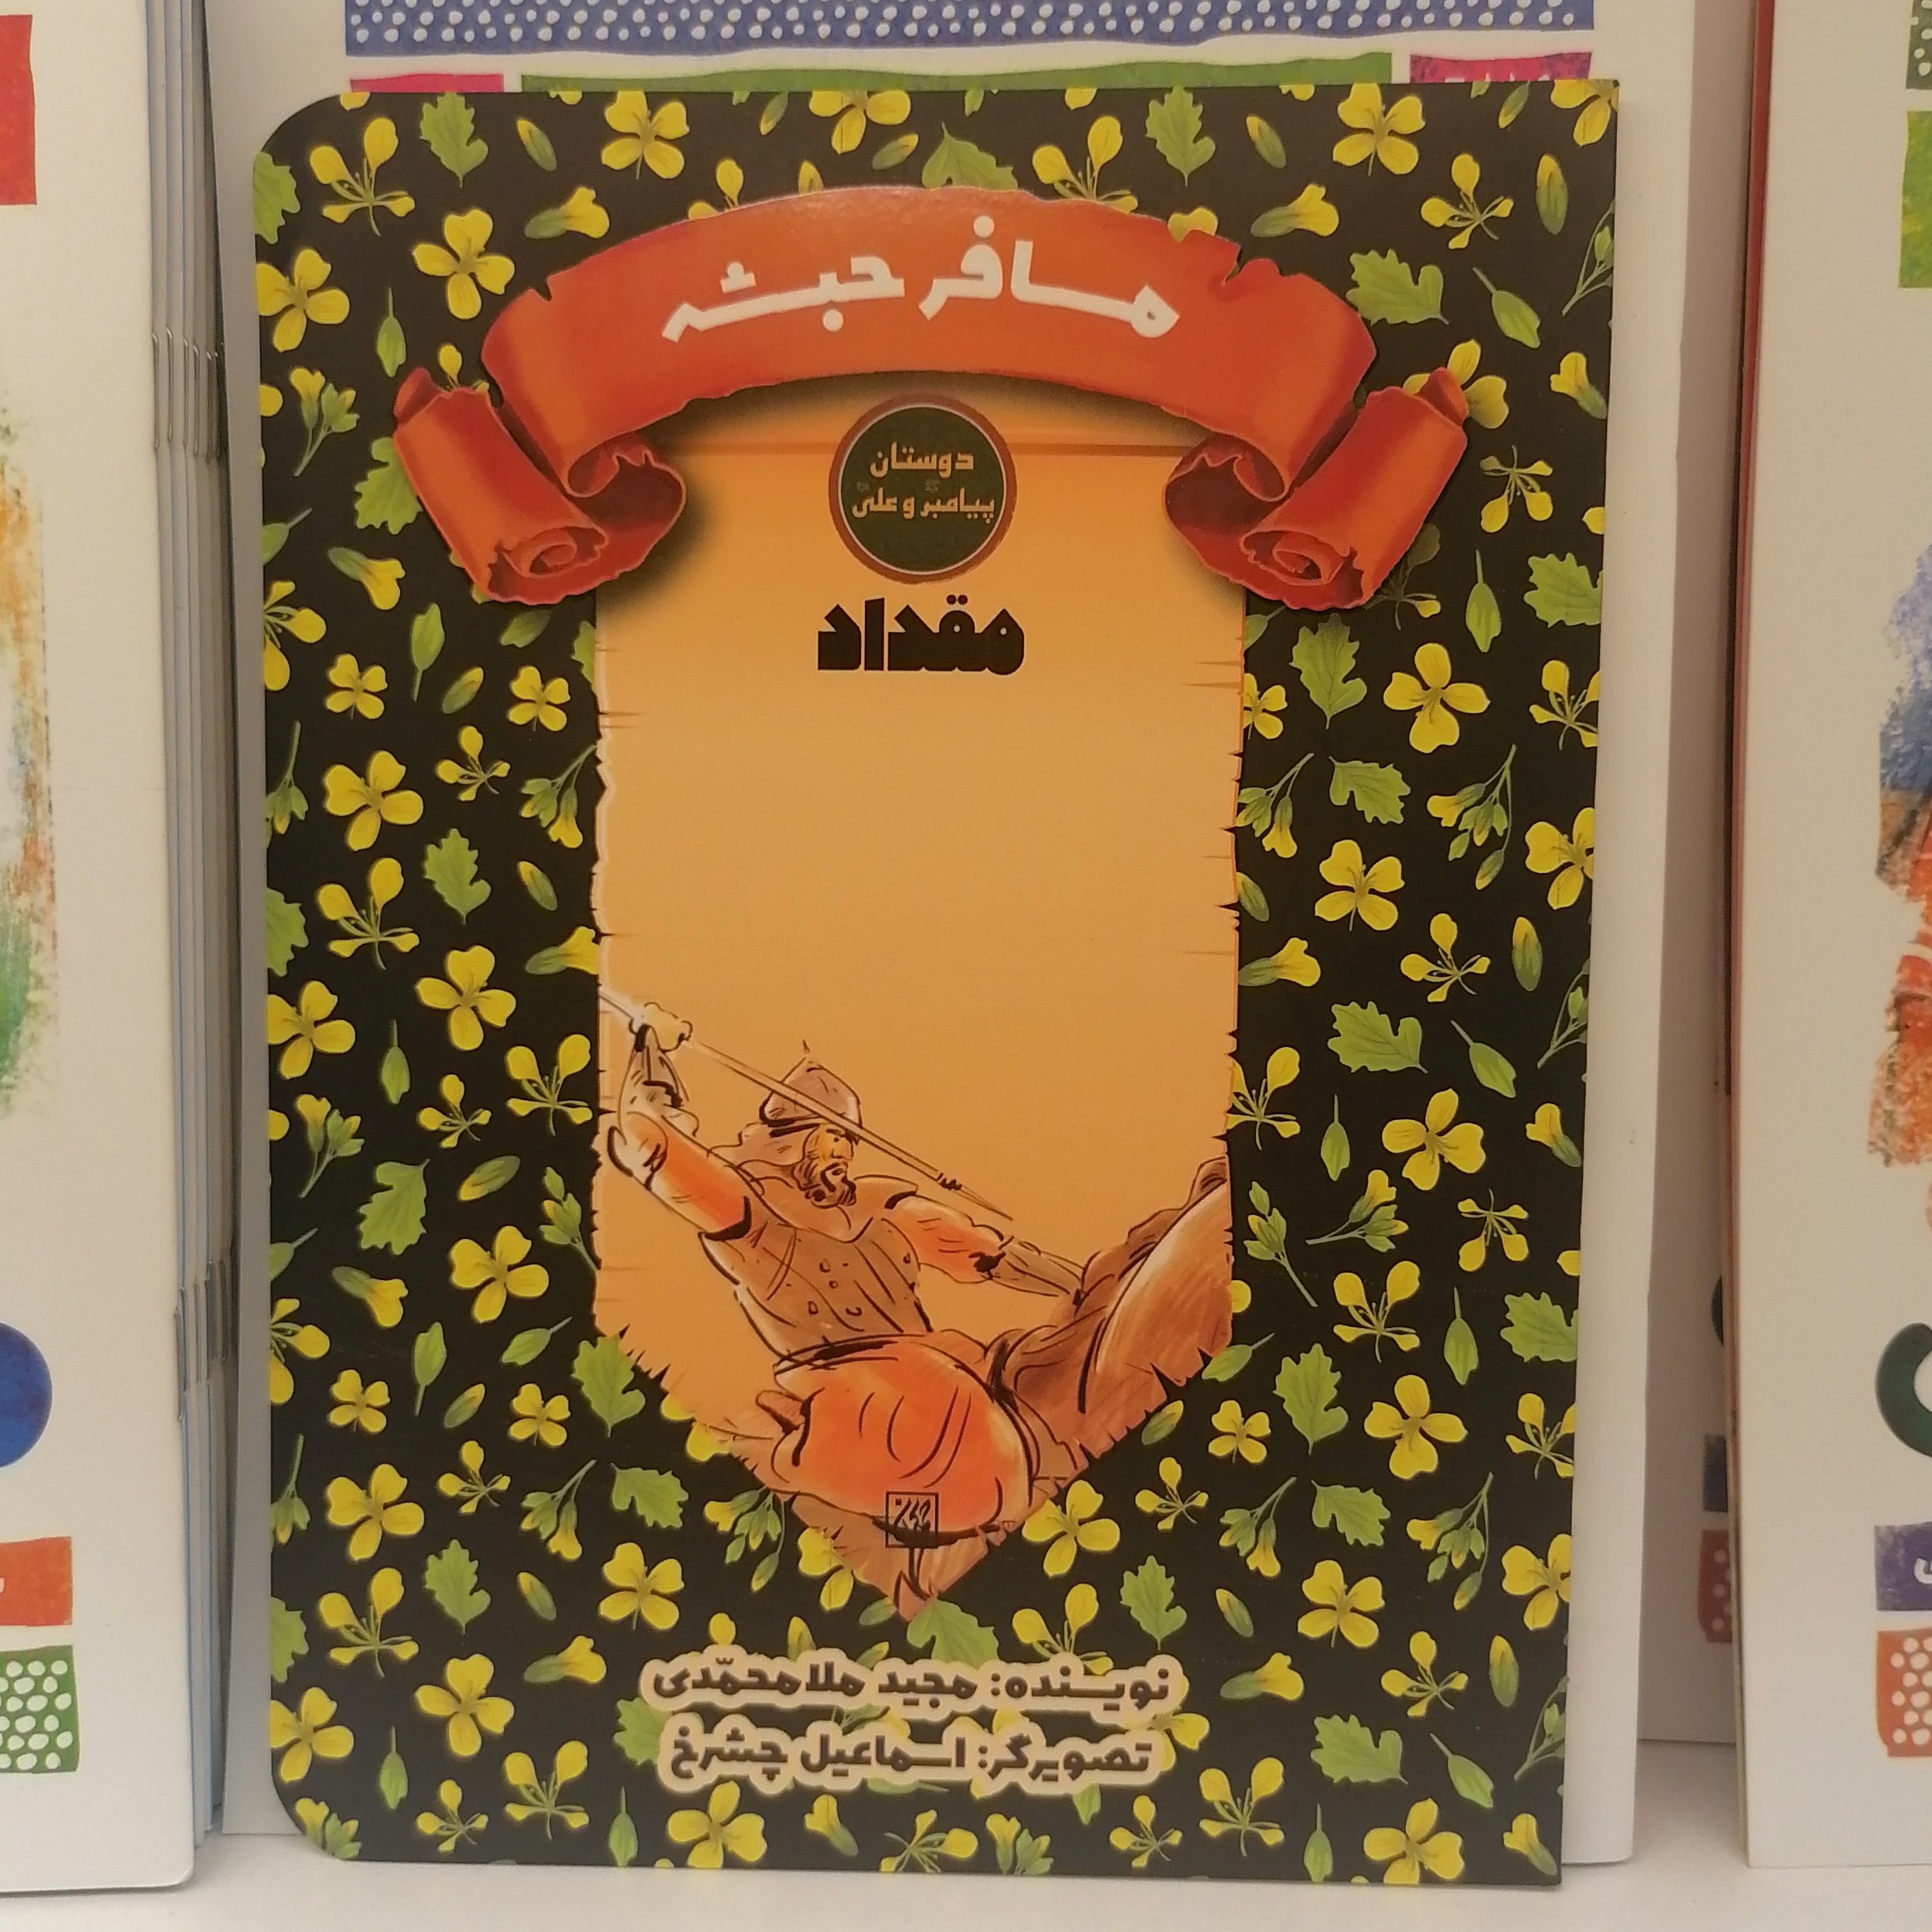 مسافر حبشه
دوستان
پیامبر و علی
مقداد
نویسنده: مجید ملامحمّدی
تصویرگر: اسماعیل چشرخ